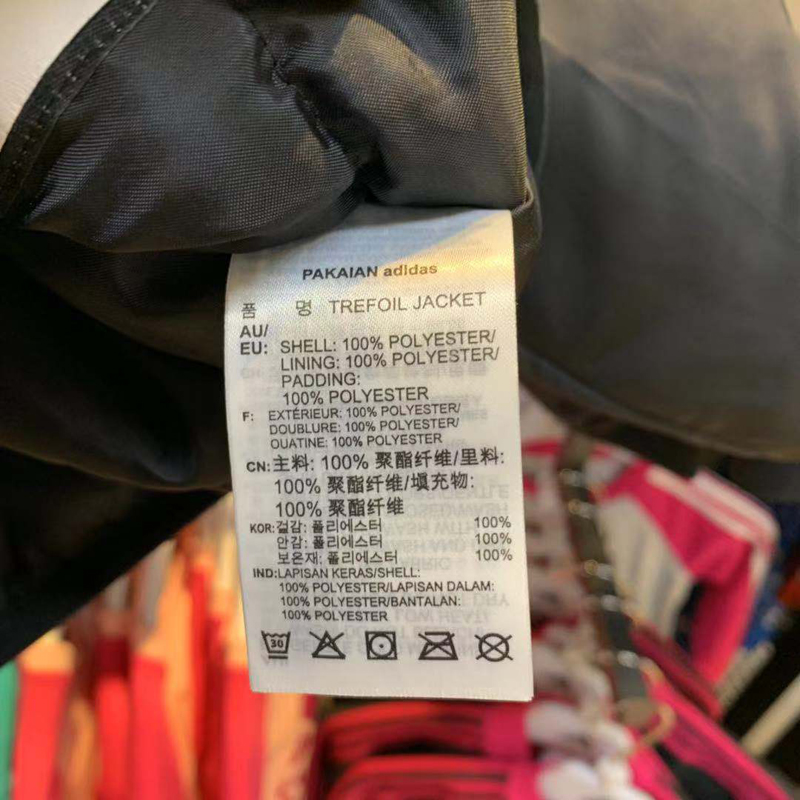 PAKAIAN adidas
품 명 TREFOIL JACKET
AU/
EU: SHELL: 100% POLYESTER/
LINING: 100% POLYESTER/
PADDING:
100% POLYESTER
F: EXTÉRIEUR: 100% POLYESTER/
DOUBLURE: 100% POLYESTER/
OUATINE: 100% POLYESTER
CN: 主料: 100% 聚酯纤维/里料:
100% 聚酯纤维/填充物:
100% 聚酯纤维
KOR: 겉감: 폴리에스터 100%
안감: 폴리에스터 100%
보온재: 폴리에스터 100%
IND: LAPISAN KERAS/SHELL:
100% POLYESTER/LAPISAN DALAM:
100% POLYESTER/BANTALAN:
100% POLYESTER
30